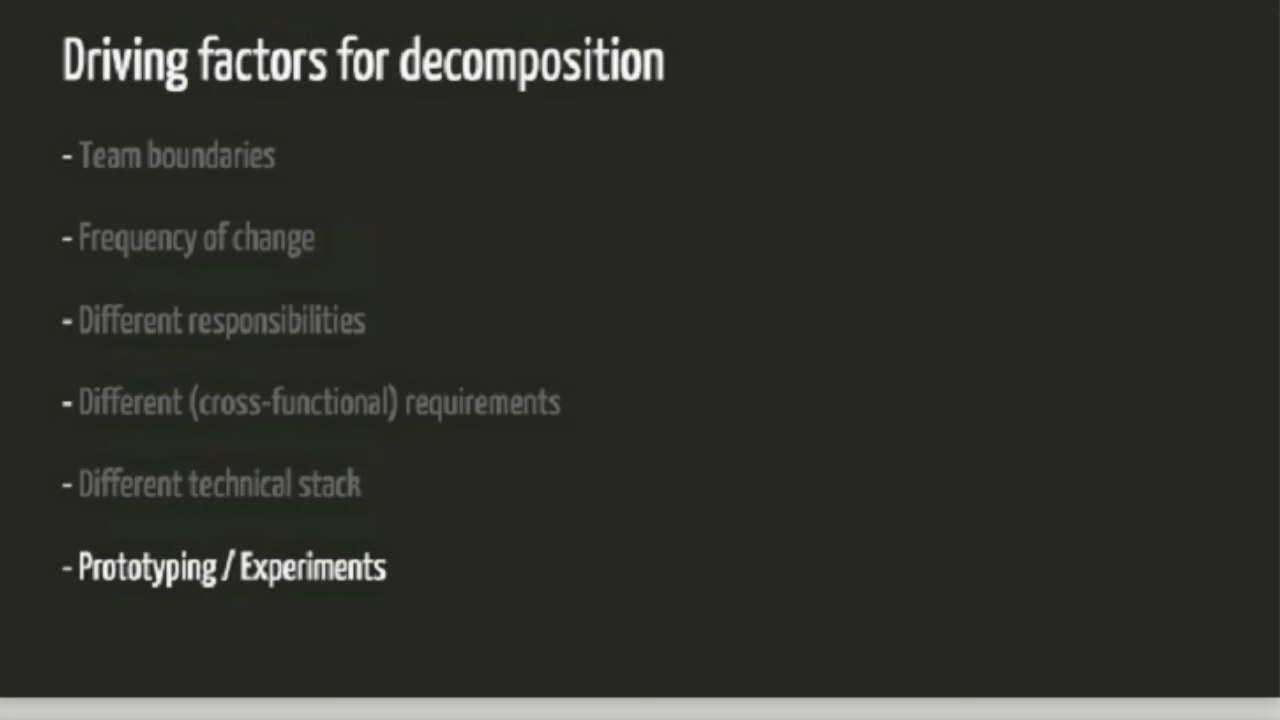 Driving factors for decomposition
- Team boundaries
- Frequency of change
- Different responsibilities
- Different (cross-functional) requirements
- Different technical stack
- Prototyping / Experiments